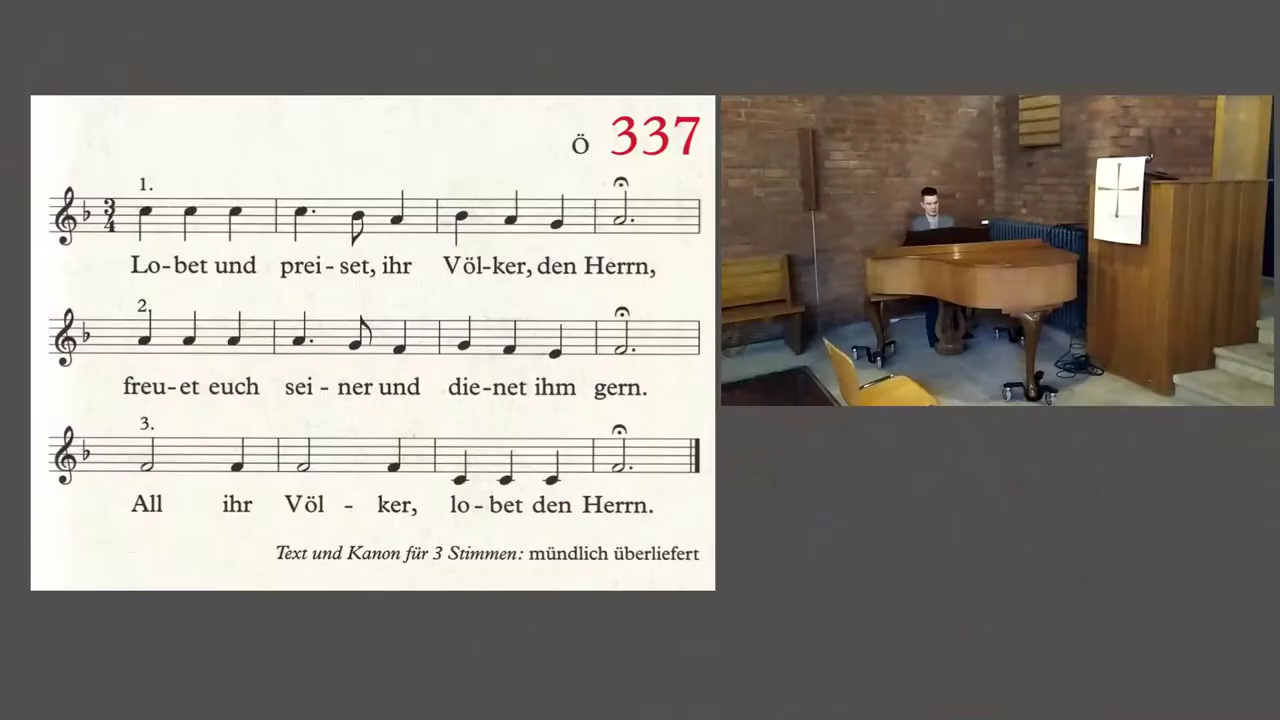 Ö 337
1.
3
4
Lo-bet und prei-set, ihr Völ-ker, den Herrn,
2.
freu-et euch sei-ner und die-net ihm gern.
3.
All ihr Völ-ker, lo-bet den Herrn.
Text und Kanon für 3 Stimmen: mündlich überliefert